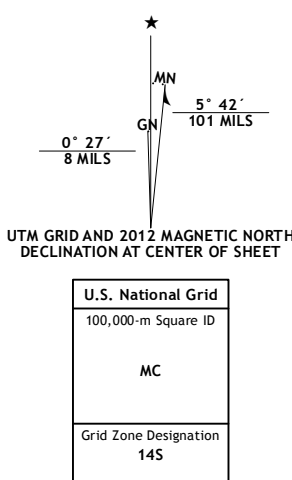 MN
GN
5° 42´
101 MILS
0° 27´
8 MILS
UTM GRID AND 2012 MAGNETIC NORTH
DECLINATION AT CENTER OF SHEET
U.S. National Grid
100,000-m Square ID
MC
Grid Zone Designation
14S